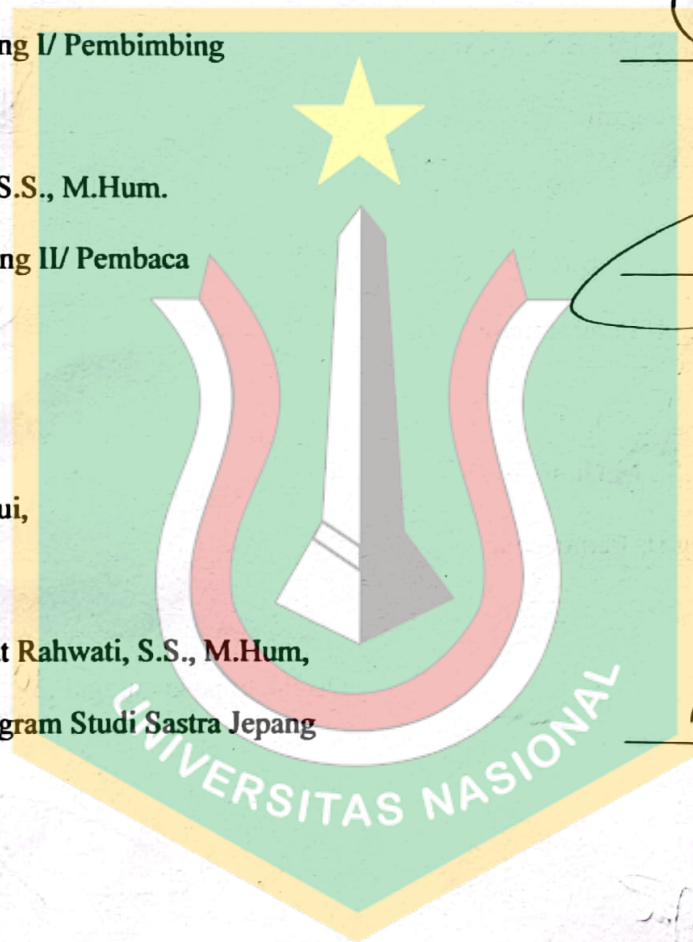 ng I/ Pembimbing
S.S., M.Hum.
ng II/ Pembaca
ui,
t Rahwati, S.S., M.Hum,
gram Studi Sastra Jepang
UNIVERSITAS NASIONAL